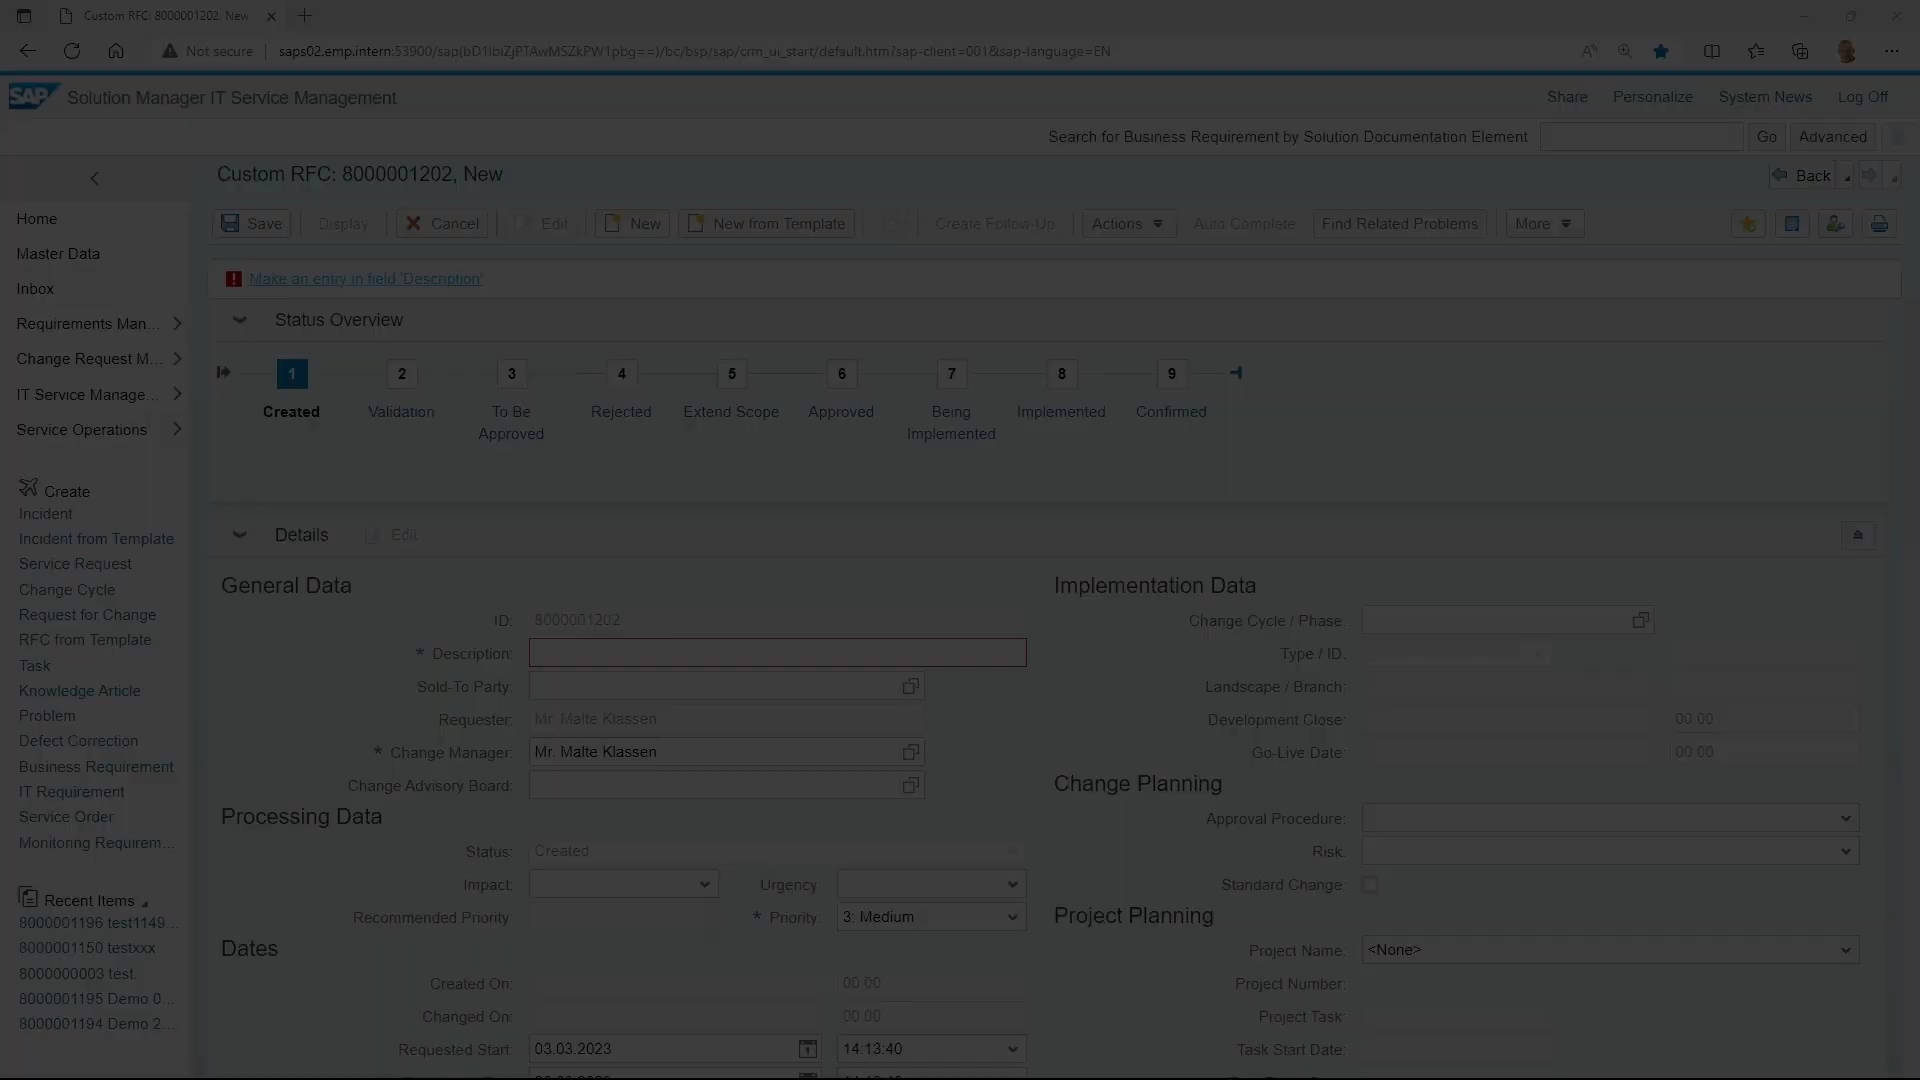 Custom RFC: 8000001202, New
Not secure
saps02.emp.intern:53900/sap(bD1lbiZjPTAwMSZkPW1pbg==)/bc/bsp/sap/crm_ui_start/default.htm?sap-client=001&sap-language=EN
SAP Solution Manager IT Service Management
Share Personalize System News Log Off
Search for Business Requirement by Solution Documentation Element Go Advanced
Custom RFC: 8000001202, New
Back
Save Display Cancel Edit New New from Template Create Follow-Up Actions Auto Complete Find Related Problems More
Make an entry in field 'Description'
Home
Master Data
Inbox
Requirements Man...
Change Request M...
IT Service Manage...
Service Operations
Create
Incident
Incident from Template
Service Request
Change Cycle
Request for Change
RFC from Template
Task
Knowledge Article
Problem
Defect Correction
Business Requirement
IT Requirement
Service Order
Monitoring Requirem...
Recent Items
8000001196 test1149...
8000001150 testxxx
8000000003 test.
8000001195 Demo 0...
8000001194 Demo 2...
Status Overview
1 2 3 4 5 6 7 8 9
Created Validation To Be Approved Rejected Extend Scope Approved Being Implemented Implemented Confirmed
Details Edit
General Data
ID: 8000001202
* Description:
Sold-To Party:
Requester: Mr. Malte Klassen
* Change Manager: Mr. Malte Klassen
Change Advisory Board:
Processing Data
Status: Created
Impact: Urgency:
Recommended Priority: * Priority: 3: Medium
Dates
Created On: 00:00
Changed On: 00:00
Requested Start: 03.03.2023 14:13:40
Implementation Data
Change Cycle / Phase:
Type / ID:
Landscape / Branch:
Development Close: 00:00
Go-Live Date: 00:00
Change Planning
Approval Procedure:
Risk:
Standard Change:
Project Planning
Project Name: <None>
Project Number:
Project Task:
Task Start Date: